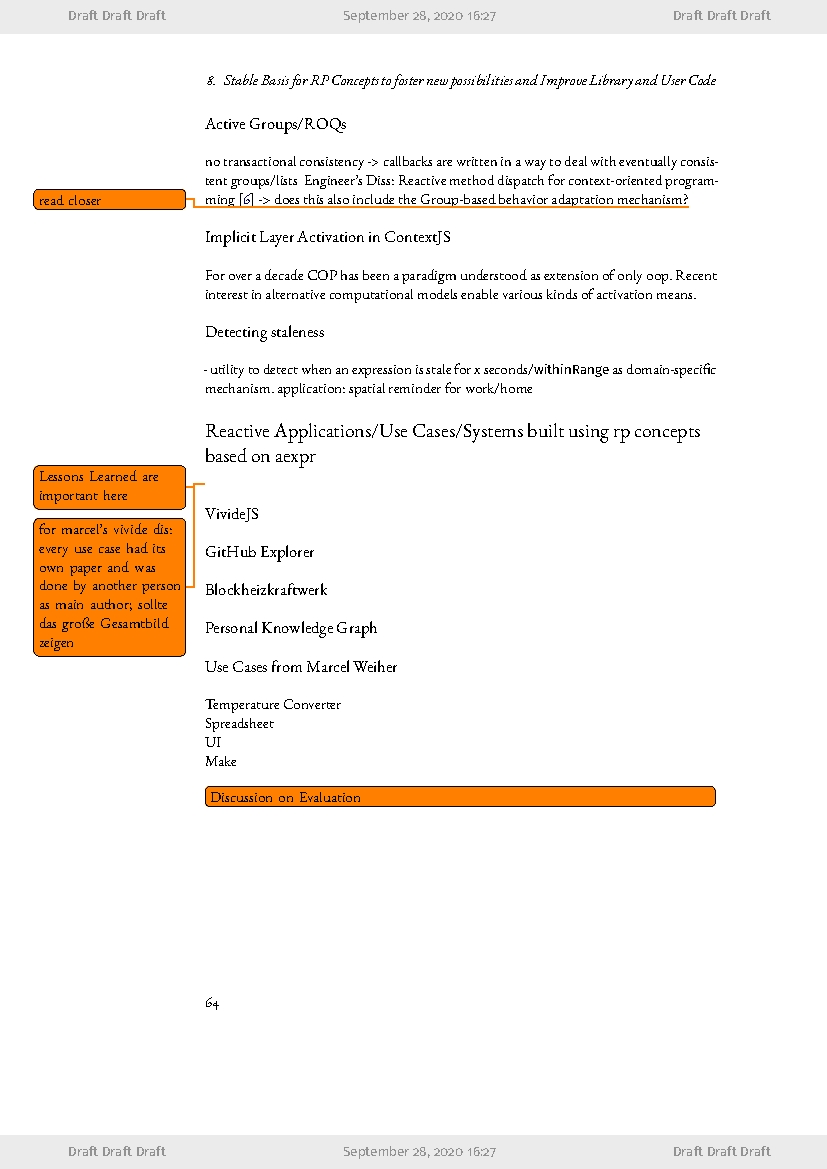 Draft Draft Draft September 28, 2020 16:27 Draft Draft Draft
8. Stable Basis for RP Concepts to foster new possibilities and Improve Library and User Code
Active Groups/ROQs
no transactional consistency -> callbacks are written in a way to deal with eventually consis-
tent groups/lists Engineer's Diss: Reactive method dispatch for context-oriented program-
ming [6] -> does this also include the Group-based behavior adaptation mechanism?
read closer
Implicit Layer Activation in ContextJS
For over a decade COP has been a paradigm understood as extension of only oop. Recent
interest in alternative computational models enable various kinds of activation means.
Detecting staleness
- utility to detect when an expression is stale for x seconds/withinRange as domain-specific
mechanism. application: spatial reminder for work/home
Reactive Applications/Use Cases/Systems built using rp concepts
based on aexpr
Lessons Learned are
important here
for marcel's vivide dis:
every use case had its
own paper and was
done by another person
as main author; sollte
das große Gesamtbild
zeigen
VivideJS
GitHub Explorer
Blockheizkraftwerk
Personal Knowledge Graph
Use Cases from Marcel Weiher
Temperature Converter
Spreadsheet
UI
Make
Discussion on Evaluation
64
Draft Draft Draft September 28, 2020 16:27 Draft Draft Draft